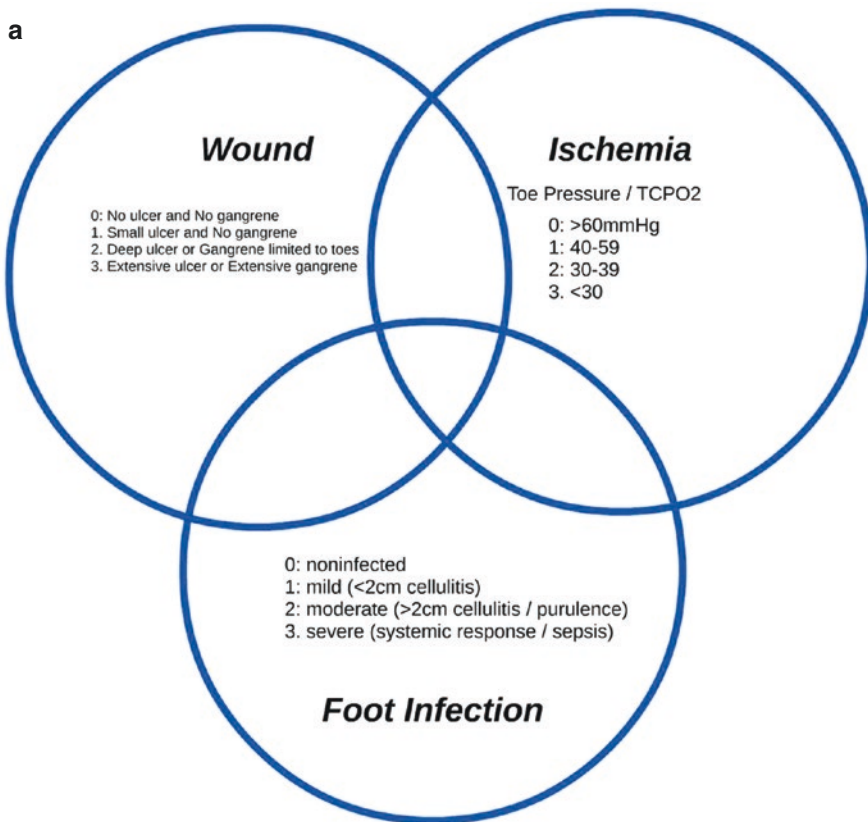 a
Wound
0: No ulcer and No gangrene
1. Small ulcer and No gangrene
2. Deep ulcer or Gangrene limited to toes
3. Extensive ulcer or Extensive gangrene
Ischemia
Toe Pressure / TCPO2
0: >60mmHg
1: 40-59
2: 30-39
3. <30
0: noninfected
1: mild (<2cm cellulitis)
2: moderate (>2cm cellulitis / purulence)
3. severe (systemic response / sepsis)
Foot Infection